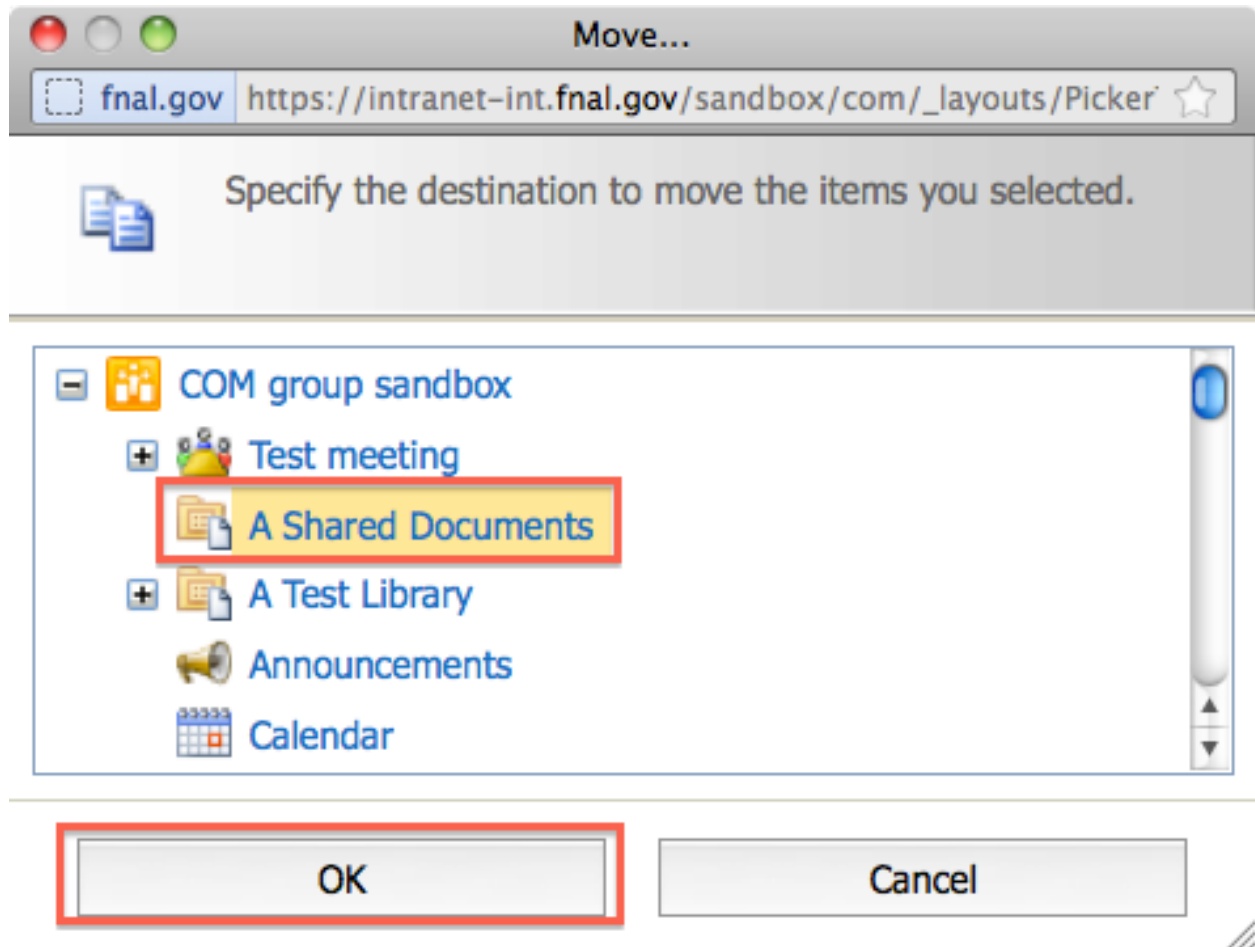 Move...
fnal.gov https://intranet-int.fnal.gov/sandbox/com/_layouts/Picker
Specify the destination to move the items you selected.
COM group sandbox
Test meeting
A Shared Documents
A Test Library
Announcements
Calendar
OK Cancel